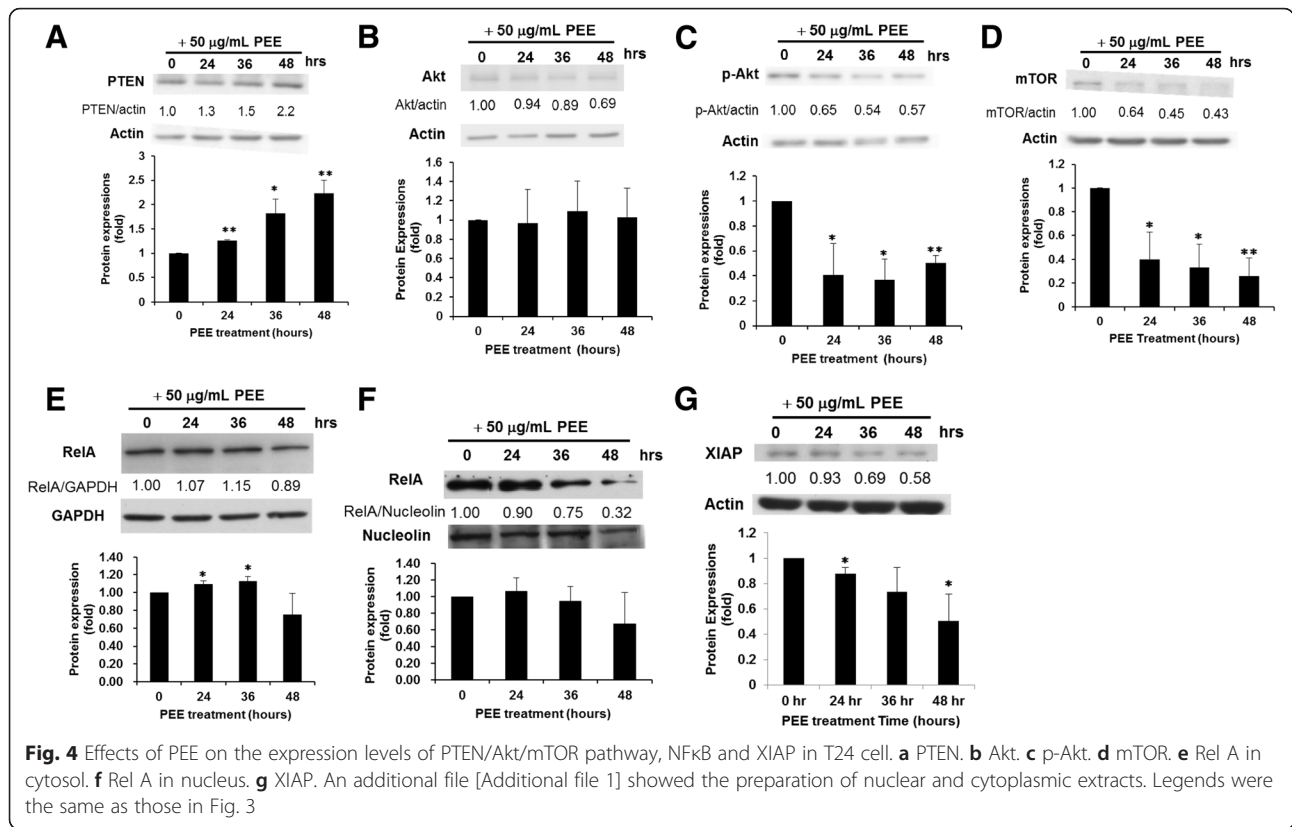 A
+ 50 µg/mL PEE
0 24 36 48 hrs
PTEN
PTEN/actin 1.0 1.3 1.5 2.2
Actin
Protein expressions (fold)
3
2.5
2
1.5
1
0.5
0
** * **
0 24 36 48
PEE treatment (hours)
B
+ 50 µg/mL PEE
0 24 36 48 hrs
Akt
Akt/actin 1.00 0.94 0.89 0.69
Actin
Protein Expressions (fold)
1.6
1.4
1.2
1
0.8
0.6
0.4
0.2
0
0 24 36 48
PEE treatment (hours)
C
+ 50 µg/mL PEE
0 24 36 48 hrs
p-Akt
p-Akt/actin 1.00 0.65 0.54 0.57
Actin
Protein expressions (fold)
1.2
1
0.8
0.6
0.4
0.2
0
* * **
0 24 36 48
PEE treatment (hours)
D
+ 50 µg/mL PEE
0 24 36 48 hrs
mTOR
mTOR/actin 1.00 0.64 0.45 0.43
Actin
Protein expressions (fold)
1.2
1
0.8
0.6
0.4
0.2
0
* * **
0 24 36 48
PEE Treatment (hours)
E
+ 50 µg/mL PEE
0 24 36 48 hrs
RelA
RelA/GAPDH 1.00 1.07 1.15 0.89
GAPDH
Protein expression (fold)
1.40
1.20
1.00
0.80
0.60
0.40
0.20
0.00
* *
0 24 36 48
PEE treatment (hours)
F
+ 50 µg/mL PEE
0 24 36 48 hrs
RelA
RelA/Nucleolin 1.00 0.90 0.75 0.32
Nucleolin
Protein expression (fold)
1.40
1.20
1.00
0.80
0.60
0.40
0.20
0.00
0 24 36 48
PEE treatment (hours)
G
+ 50 µg/mL PEE
0 24 36 48 hrs
XIAP
1.00 0.93 0.69 0.58
Actin
Protein Expressions (fold)
1.2
1
0.8
0.6
0.4
0.2
0
* *
0 hr 24 hr 36 hr 48 hr
PEE treatment Time (hours)
Fig. 4 Effects of PEE on the expression levels of PTEN/Akt/mTOR pathway, NFκB and XIAP in T24 cell. a PTEN. b Akt. c p-Akt. d mTOR. e Rel A in
cytosol. f Rel A in nucleus. g XIAP. An additional file [Additional file 1] showed the preparation of nuclear and cytoplasmic extracts. Legends were
the same as those in Fig. 3